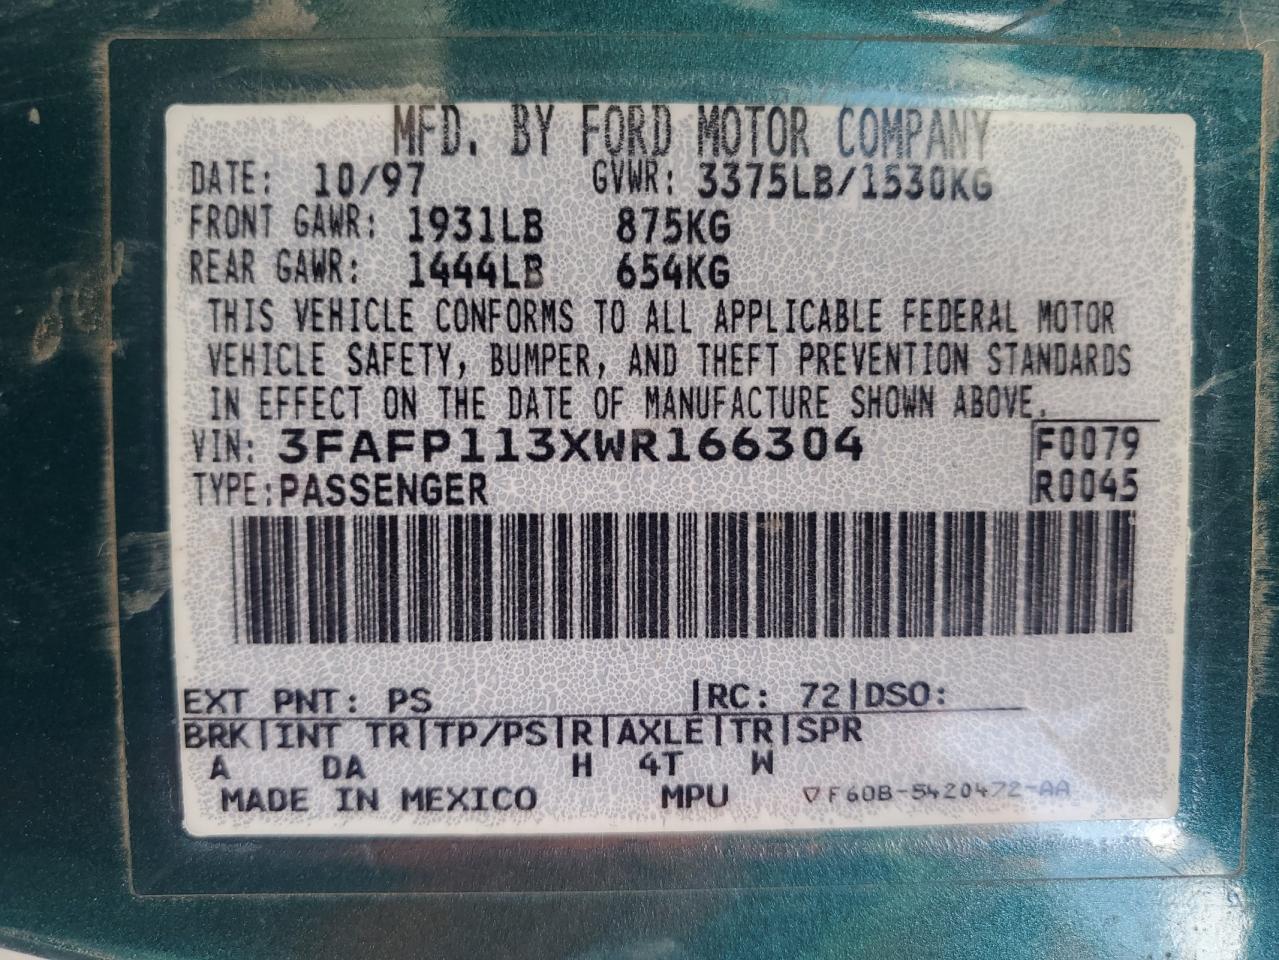 MFD. BY FORD MOTOR COMPANY
DATE: 10/97 GVWR: 3375LB/1530KG
FRONT GAWR: 1931LB 875KG
REAR GAWR: 1444LB 654KG
THIS VEHICLE CONFORMS TO ALL APPLICABLE FEDERAL MOTOR
VEHICLE SAFETY, BUMPER, AND THEFT PREVENTION STANDARDS
IN EFFECT ON THE DATE OF MANUFACTURE SHOWN ABOVE.
VIN: 3FAFP113XWR166304 F0079
TYPE: PASSENGER R0045
EXT PNT: PS |RC: 72|DSO:
BRK|INT TR|TP/PS|R|AXLE|TR|SPR
A DA H 4T W
MADE IN MEXICO MPU ▽F60B-5420472-AA